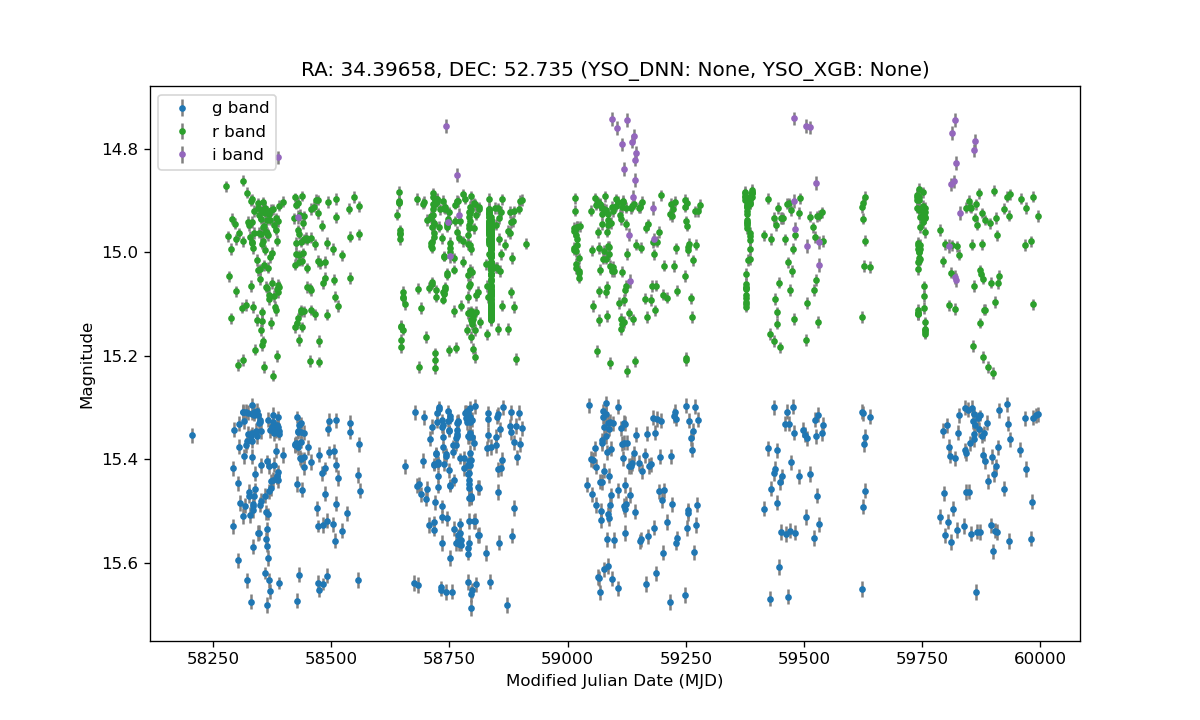 RA: 34.39658, DEC: 52.735 (YSO_DNN: None, YSO_XGB: None)
g band
r band
i band
14.8
15.0
15.2
15.4
15.6
Magnitude
58250 58500 58750 59000 59250 59500 59750 60000
Modified Julian Date (MJD)